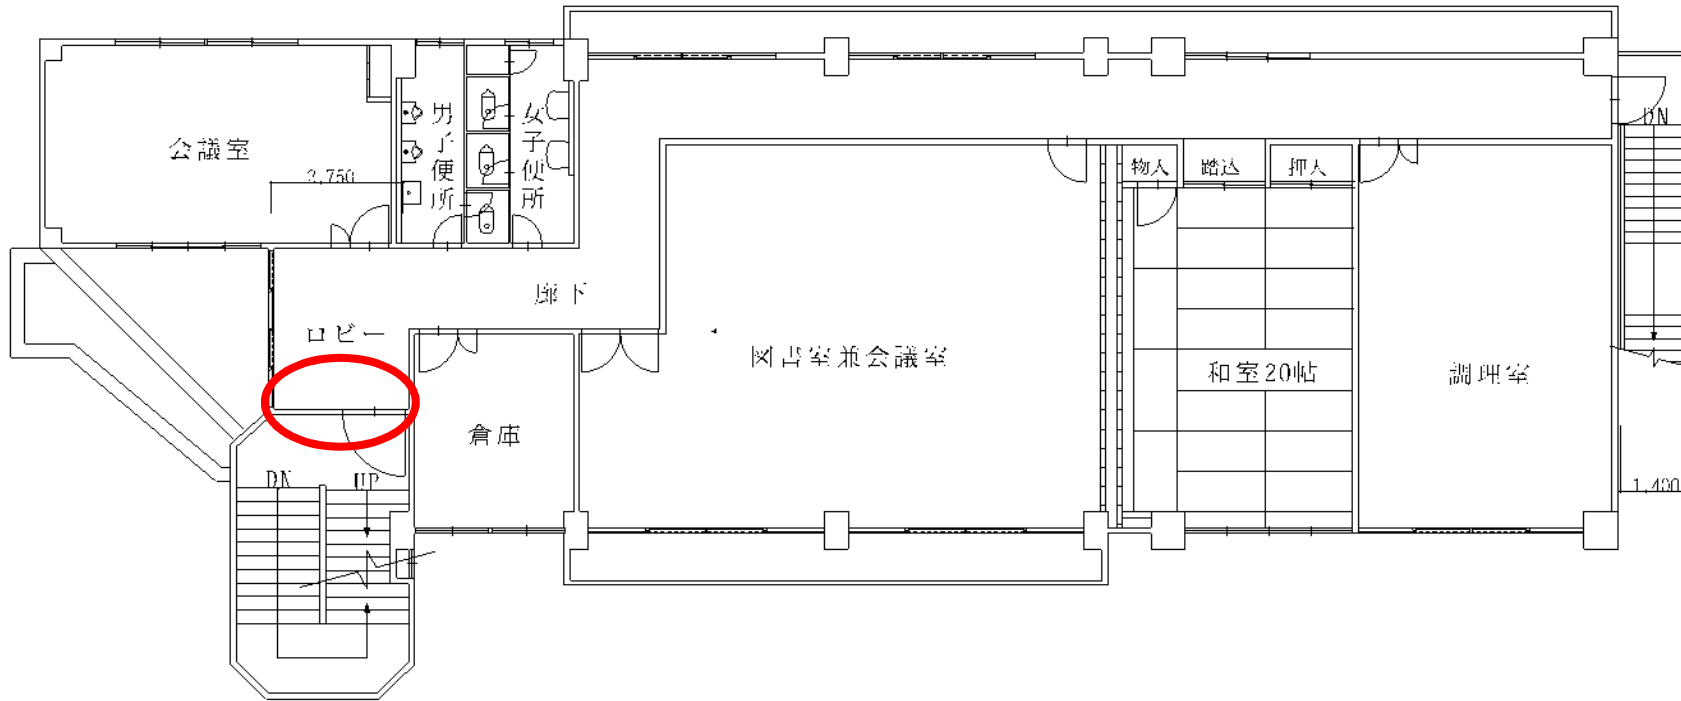 会議室
2,750
男子便所
女子便所
物入
踏込
押入
DN
廊下
ロビー
図書室兼会議室
和室20帖
調理室
倉庫
DN
UP
1,400